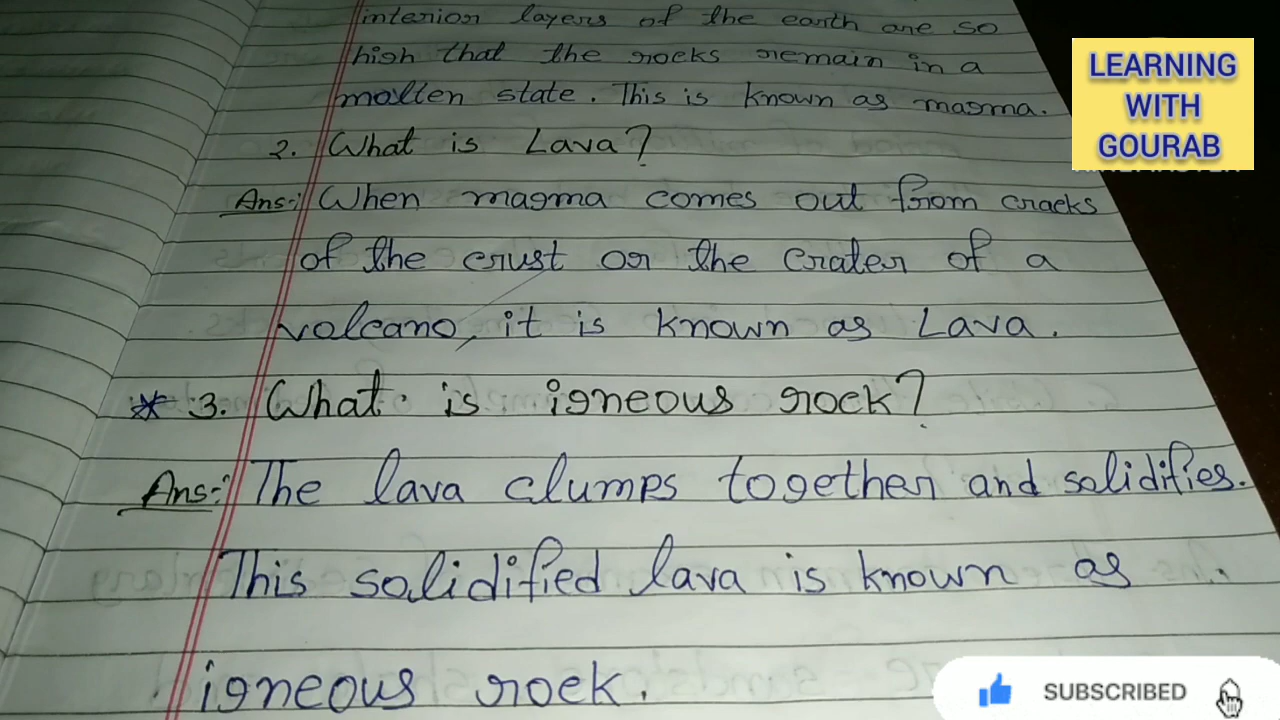 interior layers of the earth are so
high that the rocks remain in a
molten state. This is known as magma.
2. What is Lava?
Ans:- When magma comes out from cracks
of the crust or the crater of a
volcano, it is known as Lava.
* 3. What is igneous rock?
Ans:- The lava clumps together and solidifies.
This solidified lava is known as
igneous rock.
LEARNING
WITH
GOURAB
SUBSCRIBED